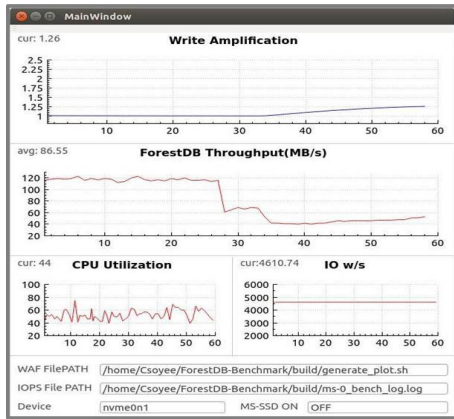 MainWindow
cur: 1.26
Write Amplification
2.5
2.25
2
1.75
1.5
1.25
1
10 20 30 40 50 60
avg: 86.55
ForestDB Throughput(MB/s)
120
100
80
60
40
20
10 20 30 40 50 60
cur: 44
CPU Utilization
100
80
60
40
20
10 20 30 40 50 60
cur:4610.74
IO w/s
6000
5000
4000
3000
2000
10 20 30 40 50 60
WAF FilePATH /home/Csoyee/ForestDB-Benchmark/build/generate_plot.sh
IOPS File PATH /home/Csoyee/ForestDB-Benchmark/build/ms-0_bench_log.log
Device nvme0n1 MS-SSD ON OFF